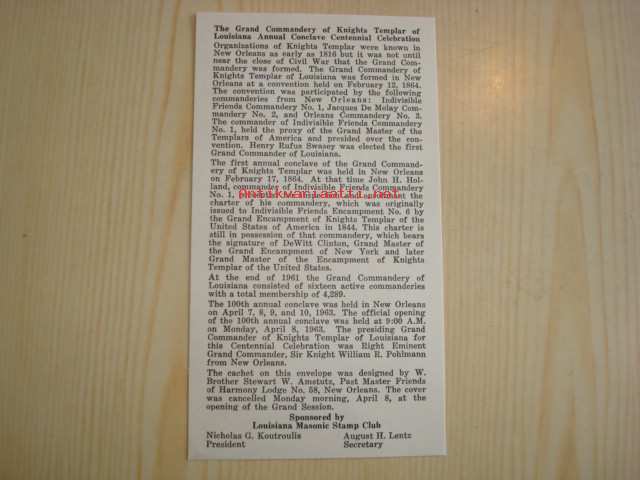 The Grand Commandery of Knights Templar of
Louisiana Annual Conclave Centennial Celebration
Organizations of Knights Templar were known in
New Orleans as early as 1816 but it was not until
near the close of Civil War that the Grand Com-
mandery was formed. The Grand Commandery of
Knights Templar of Louisiana was formed in New
Orleans at a convention held on February 12, 1864.
The convention was participated by the following
commanderies from New Orleans: Indivisible
Friends Commandery No. 1, Jacques De Molay Com-
mandery No. 2, and Orleans Commandery No. 3.
The commander of Indivisible Friends Commandery
No. 1, held the proxy of the Grand Master of the
Templars of America and presided over the con-
vention. Henry Rufus Swasey was elected the first
Grand Commander of Louisiana.
The first annual conclave of the Grand Command-
ery of Knights Templar was held in New Orleans
on February 17, 1864. At that time John H. Hol-
land, commander of Indivisible Friends Commandery
No. 1, the
charter of his commandery, which was originally
issued to Indivisible Friends Encampment No. 6 by
the Grand Encampment of Knights Templar of the
United States of America in 1844. This charter is
still in possession of that commandery, which bears
the signature of DeWitt Clinton, Grand Master of
the Grand Encampment of New York and later
Grand Master of the Encampment of Knights
Templar of the United States.
At the end of 1961 the Grand Commandery of
Louisiana consisted of sixteen active commanderies
with a total membership of 4,289.
The 100th annual conclave was held in New Orleans
on April 7, 8, 9, and 10, 1963. The official opening
of the 100th annual conclave was held at 9:00 A.M.
on Monday, April 8, 1963. The presiding Grand
Commander of Knights Templar of Louisiana for
this Centennial Celebration was Right Eminent
Grand Commander, Sir Knight William R. Pohlmann
from New Orleans.
The cachet on this envelope was designed by W.
Brother Stewart W. Ametutz, Past Master Friends
of Harmony Lodge No. 58, New Orleans. The cover
was cancelled Monday morning, April 8, at the
opening of the Grand Session.
Sponsored by
Louisiana Masonic Stamp Club
Nicholas G. Koutroulis August H. Lentz
President Secretary